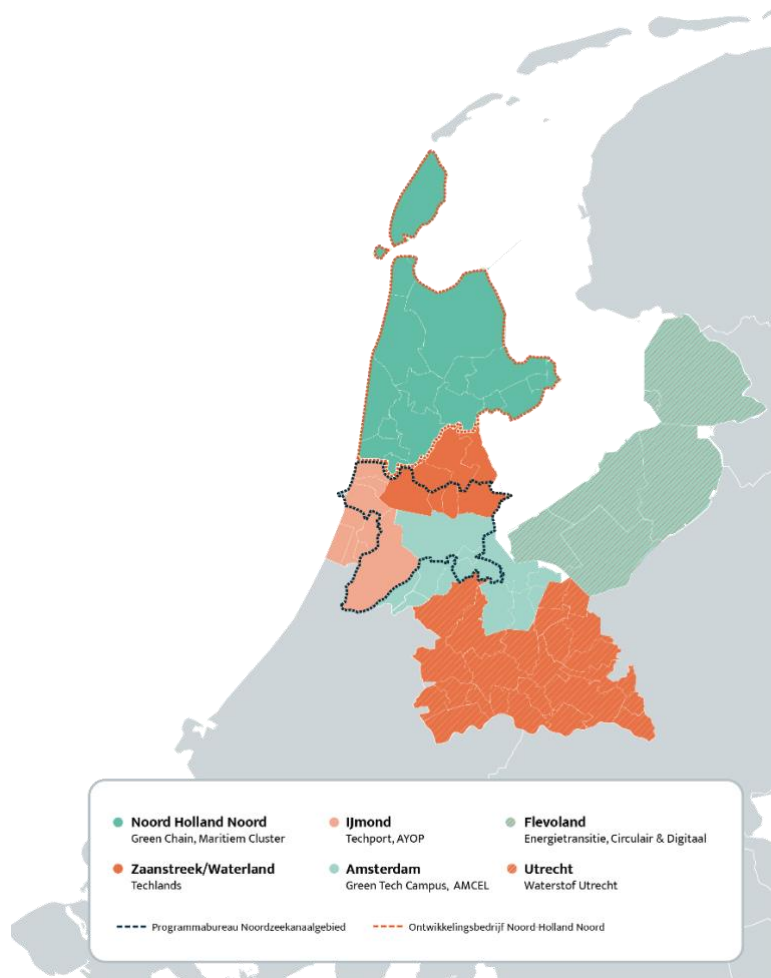 Noord Holland Noord
Green Chain, Maritiem Cluster
IJmond
Techport, AYOP
Flevoland
Energietransitie, Circulair & Digitaal
Zaanstreek/Waterland
Techlands
Amsterdam
Green Tech Campus, AMCEL
Utrecht
Waterstof Utrecht
Programmabureau Noordzeekanaalgebied
Ontwikkelingsbedrijf Noord-Holland Noord